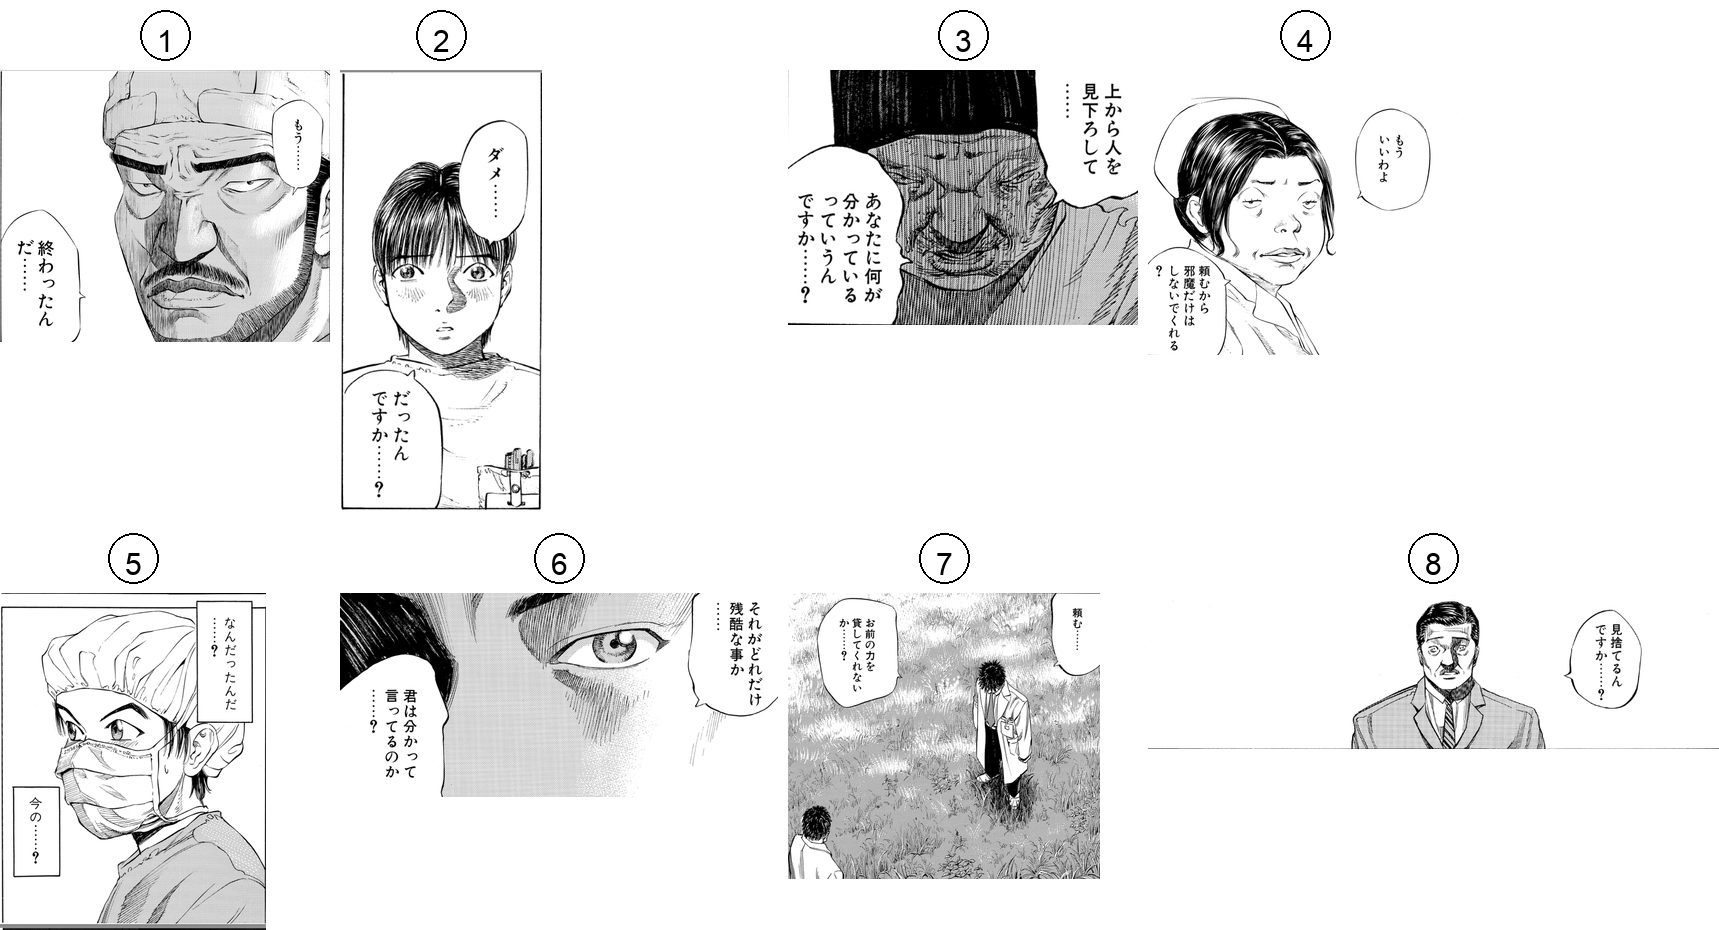 1
もう……
終わったん
だ……
2
ダメ……
だったん
ですか……？
3
上から人を
見下ろして
……
あなたに何が
分かっている
っていうん
ですか……？
4
もう
いいわよ
頼むから
邪魔だけは
しないでくれる
？
5
なんだったんだ
……？
今の……？
6
それがどれだけ
残酷な事か
……
君は分かって
言ってるのか
……？
7
頼む……
お前の力を
貸してくれない
か……？
8
見捨てるん
ですか……？